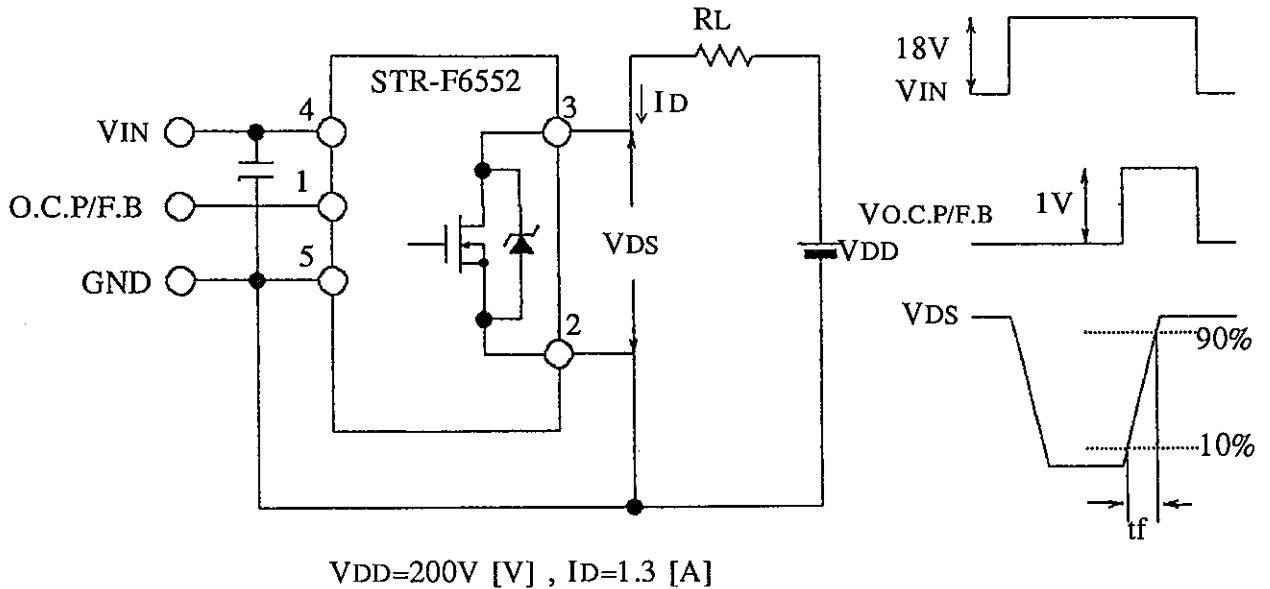 RL
STR-F6552
ID
VIN
4
3
O.C.P/F.B
1
VDS
VDD
GND
5
2
18V
VIN
1V
VO.C.P/F.B
VDS
90%
10%
tf
VDD=200V [V] , ID=1.3 [A]